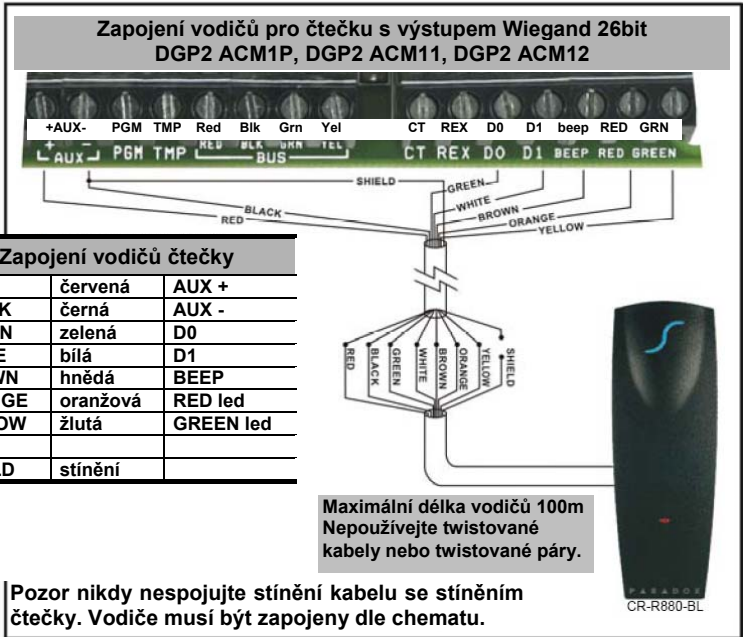 Zapojení vodičů pro čtečku s výstupem Wiegand 26bit
DGP2 ACM1P, DGP2 ACM11, DGP2 ACM12
+AUX- PGM TMP Red Blk Grn Yel CT REX D0 D1 beep RED GRN
+ - RED BLK GRN YEL
AUX PGM TMP BUS CT REX D0 D1 BEEP RED GREEN
SHIELD
GREEN
WHITE
BLACK
BROWN
RED
ORANGE
YELLOW
Zapojení vodičů čtečky
červená AUX +
K černá AUX -
N zelená D0
E bílá D1
WN hnědá BEEP
NGE oranžová RED led
OW žlutá GREEN led
LD stínění
RED BLACK GREEN WHITE BROWN ORANGE YELLOW SHIELD
Maximální délka vodičů 100m
Nepoužívejte twistované
kabely nebo twistované páry.
PARADOX
CR-R880-BL
Pozor nikdy nespojujte stínění kabelu se stíněním
čtečky. Vodiče musí být zapojeny dle chematu.